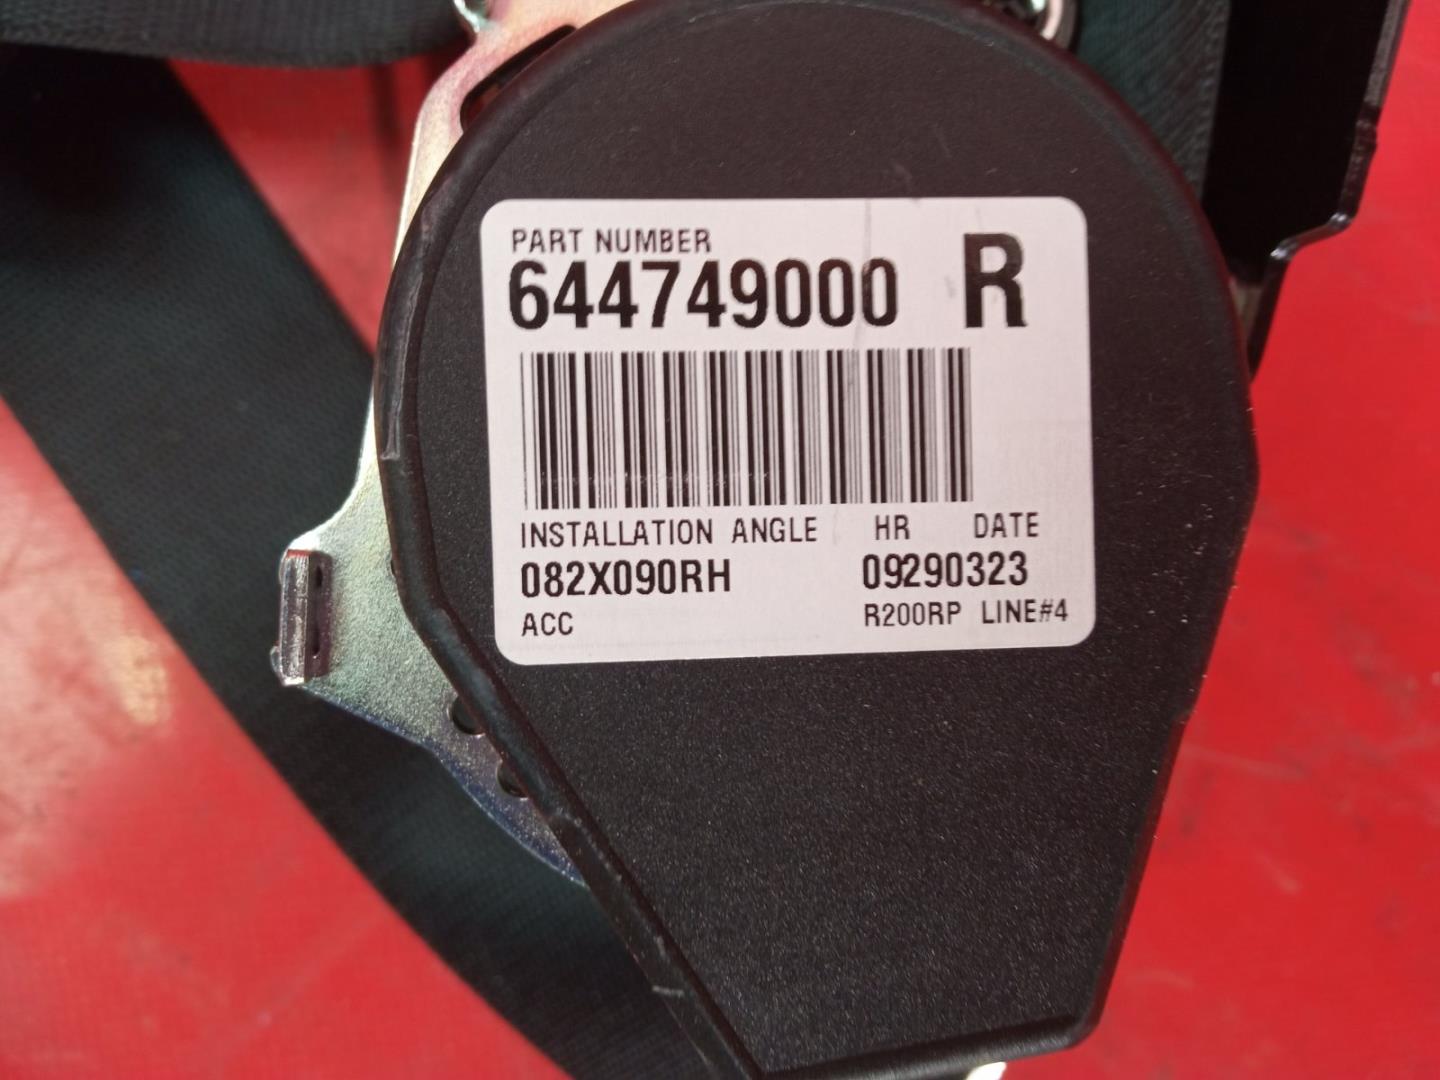 PART NUMBER
644749000 R
INSTALLATION ANGLE HR DATE
082X090RH 09290323
ACC R200RP LINE#4